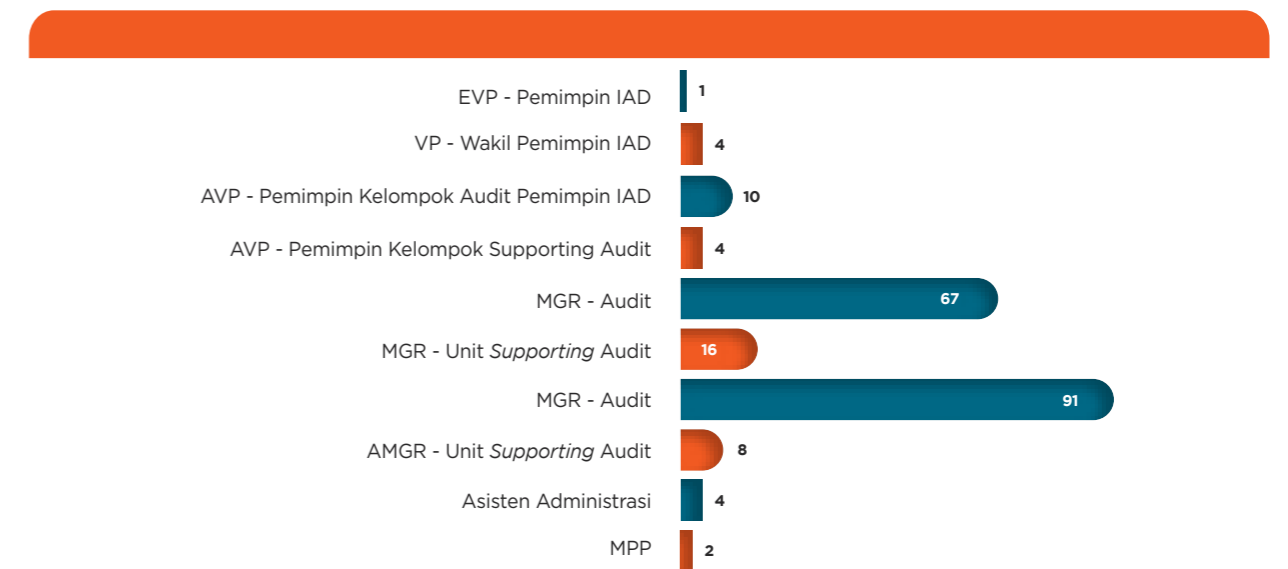 EVP - Pemimpin IAD 1
VP - Wakil Pemimpin IAD 4
AVP - Pemimpin Kelompok Audit Pemimpin IAD 10
AVP - Pemimpin Kelompok Supporting Audit 4
MGR - Audit 67
MGR - Unit Supporting Audit 16
MGR - Audit 91
AMGR - Unit Supporting Audit 8
Asisten Administrasi 4
MPP 2